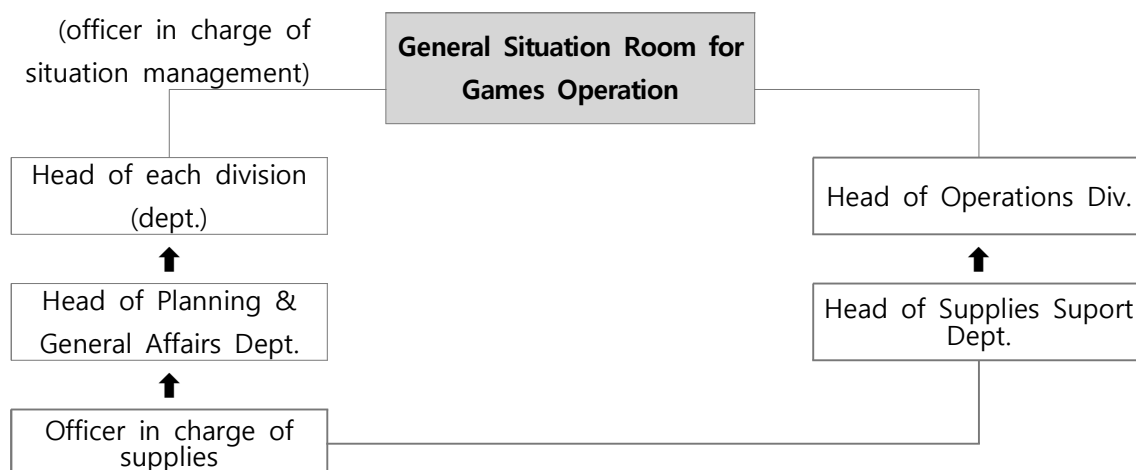 (officer in charge of
situation management)
General Situation Room for
Games Operation
Head of each division
(dept.)
Head of Operations Div.
Head of Planning &
General Affairs Dept.
Head of Supplies Suport
Dept.
Officer in charge of
supplies